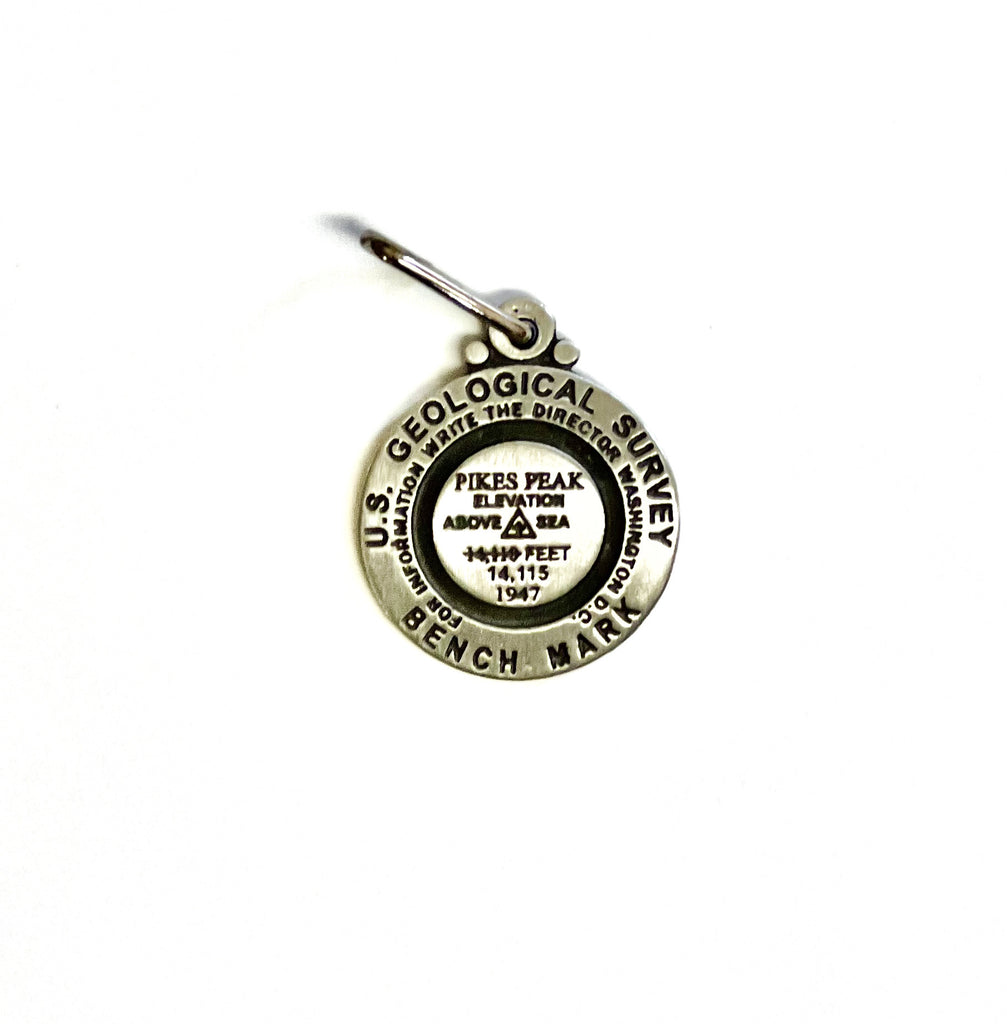 U.S. GEOLOGICAL SURVEY
FOR INFORMATION WRITE THE DIRECTOR WASHINGTON D.C.
PIKES PEAK
ELEVATION
ABOVE SEA
14,110 FEET
14,115
1947
BENCH MARK